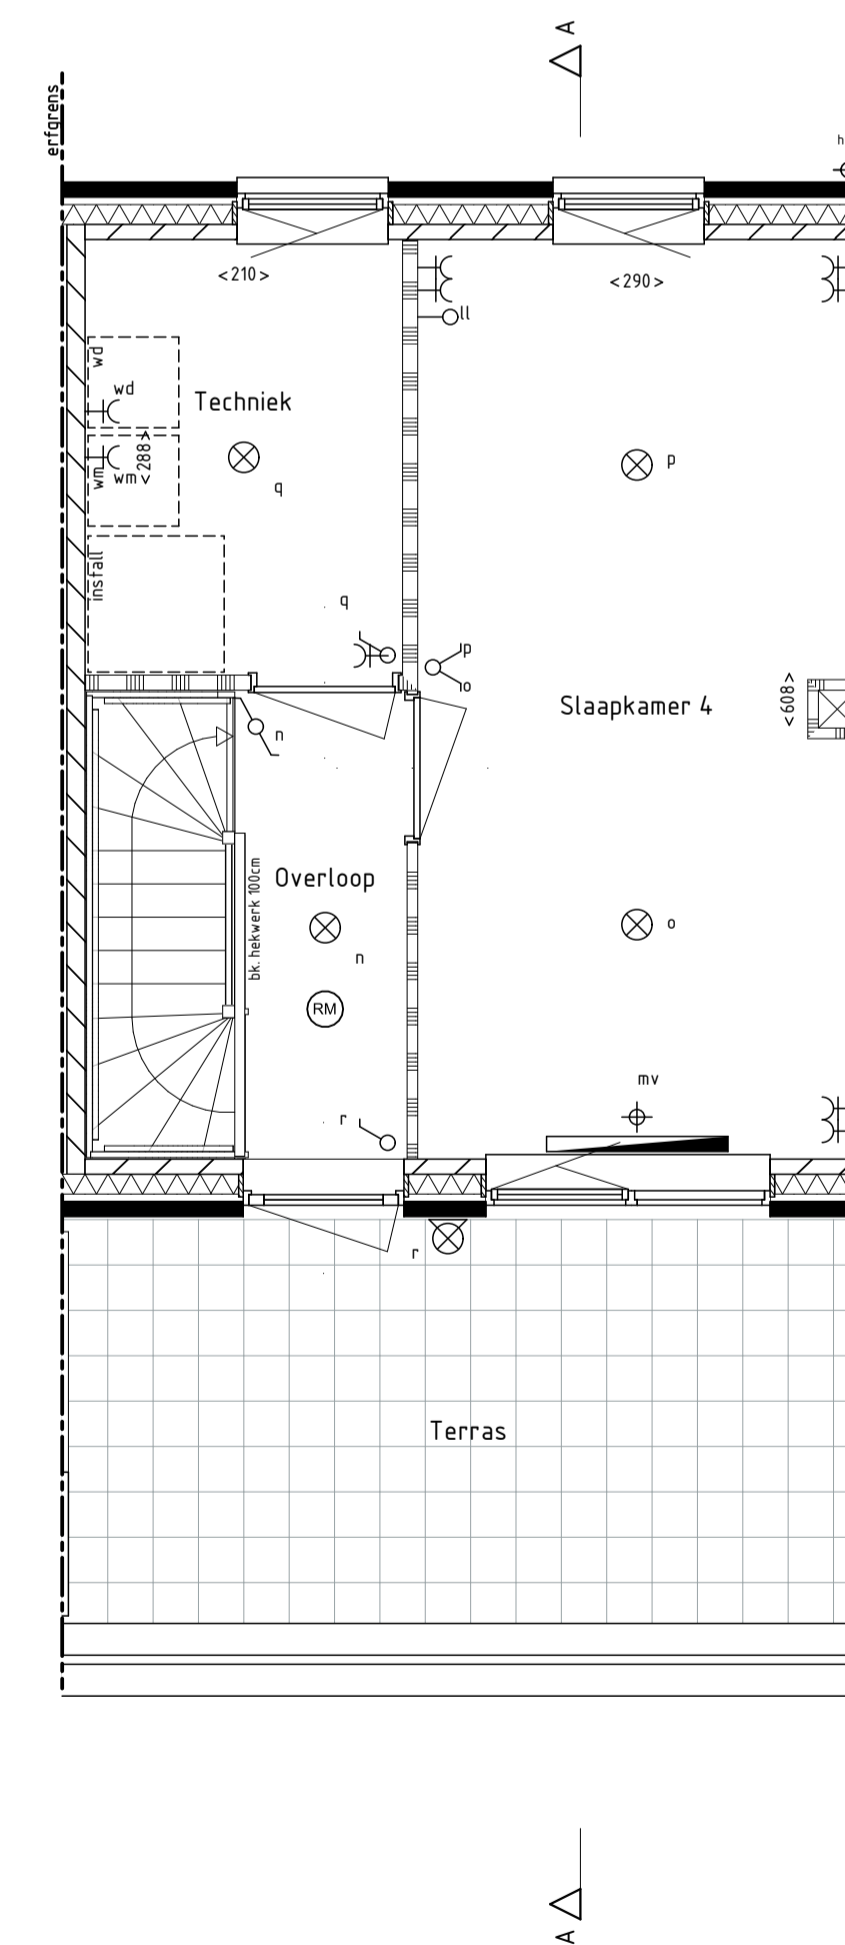 A
erfgrens
h
<210>
<290>
ll
wd
wd
Techniek
<288>
wm
wm
q
p
install
q
p
o
Slaapkamer 4
<608>
n
Overloop
bk. hekwerk 100cm
o
n
RM
mv
r
r
Terras
A